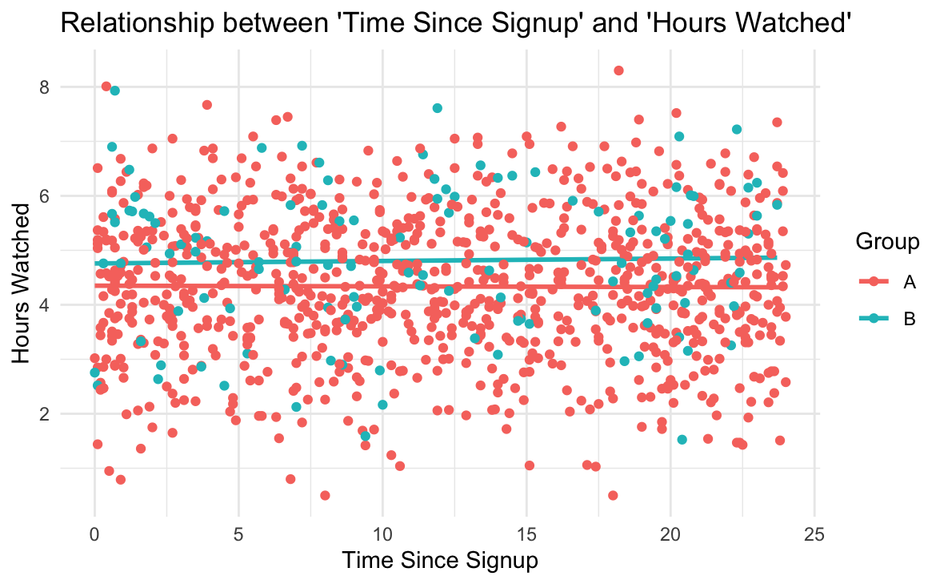 Relationship between 'Time Since Signup' and 'Hours Watched'
8
6
4
2
Hours Watched
0 5 10 15 20 25
Time Since Signup
Group
A
B